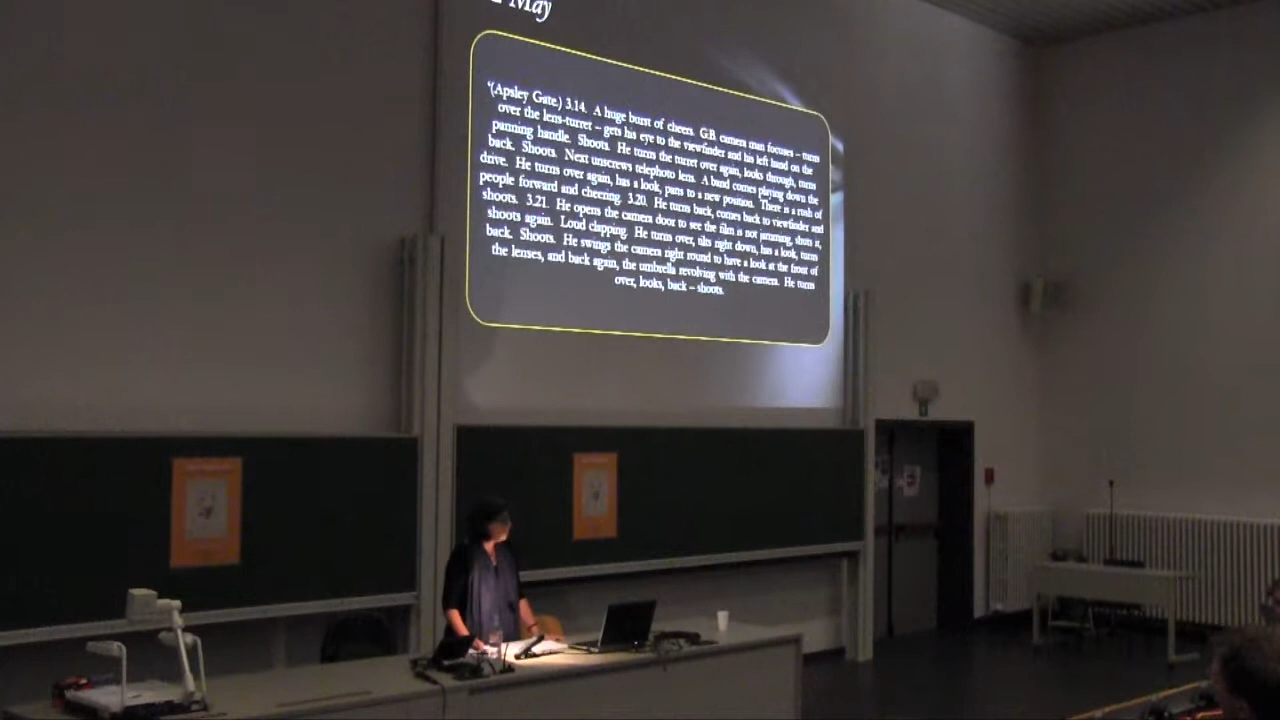 May
‘(Apsley Gate.) 3.14. A huge burst of cheers. G.B. camera man focuses – turns
over the lens-turret – gets his eye to the viewfinder and his left hand on the
panning handle. Shoots. He turns the turret over again, looks through, turns
back. Shoots. Next unscrews telephoto lens. A band comes playing down the
drive. He turns over again, has a look, pans to a new position. There is a rush of
people forward and cheering. 3.20. He turns back, comes back to viewfinder and
shoots. 3.21. He opens the camera door to see the film is not jamming, shuts it,
shoots again. Loud clapping. He turns over, tilts right down, has a look, turns
back. Shoots. He swings the camera right round to have a look at the front of
the lenses, and back again, the umbrella revolving with the camera. He turns
over, looks, back – shoots.